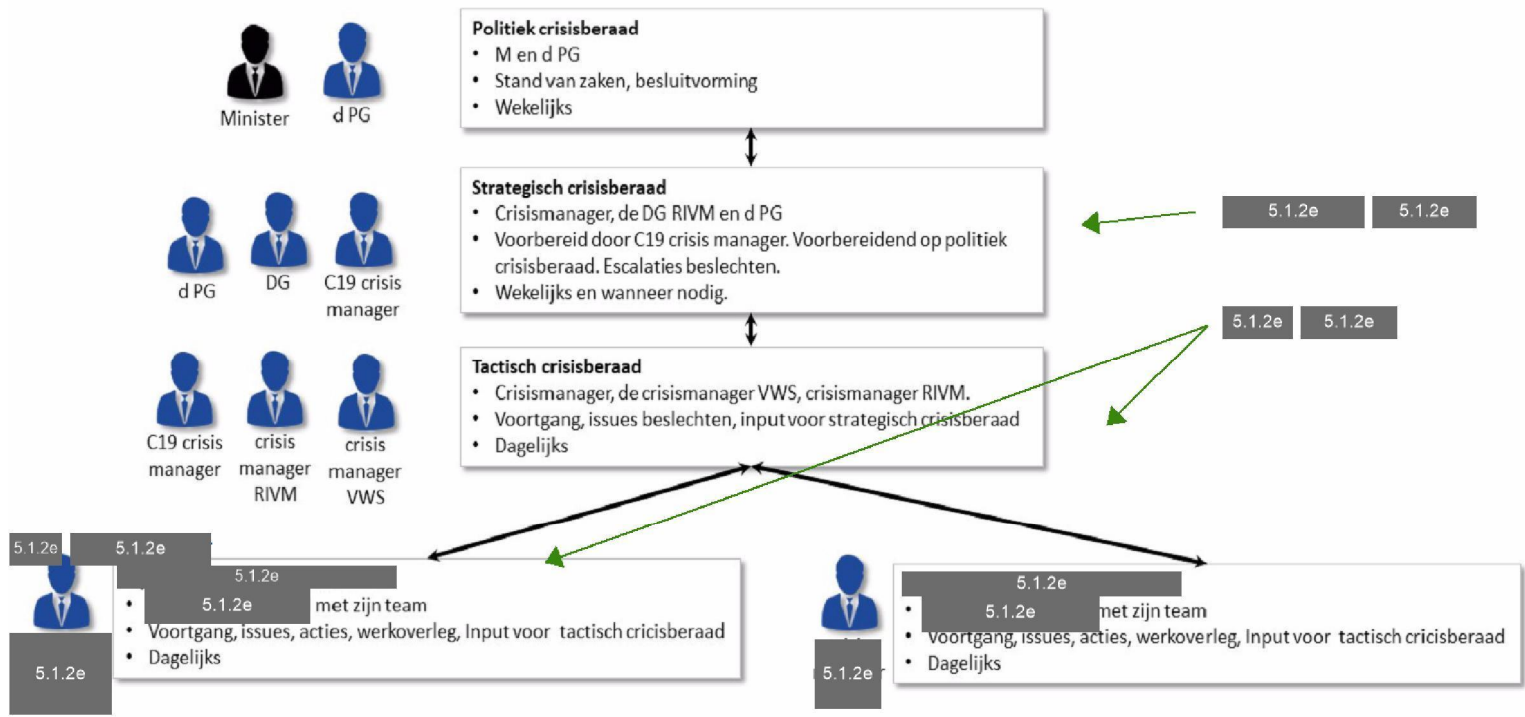 Politiek crisisberaad
• M en d PG
• Stand van zaken, besluitvorming
• Wekelijks
Minister
d PG
Strategisch crisisberaad
• Crisismanager, de DG RIVM en d PG
• Voorbereid door C19 crisis manager. Voorbereidend op politiek
crisisberaad. Escalaties beslechten.
• Wekelijks en wanneer nodig.
d PG
DG
C19 crisis
manager
5.1.2e
5.1.2e
5.1.2e
5.1.2e
Tactisch crisisberaad
• Crisismanager, de crisismanager VWS, crisismanager RIVM.
• Voortgang, issues beslechten, input voor strategisch crisisberaad
• Dagelijks
C19 crisis
manager
crisis
manager
RIVM
crisis
manager
VWS
5.1.2e
5.1.2e
5.1.2e
• 5.1.2e met zijn team
• Voortgang, issues, acties, werkoverleg, Input voor tactisch cricisberaad
• Dagelijks
5.1.2e
5.1.2e
• 5.1.2e met zijn team
• Voortgang, issues, acties, werkoverleg, Input voor tactisch cricisberaad
• Dagelijks
5.1.2e